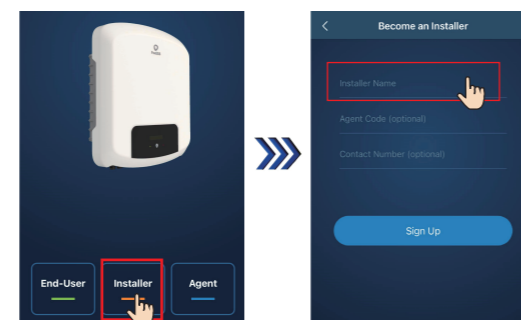 End-User
Installer
Agent
Become an Installer
Installer Name
Agent Code (optional)
Contact Number (optional)
Sign Up